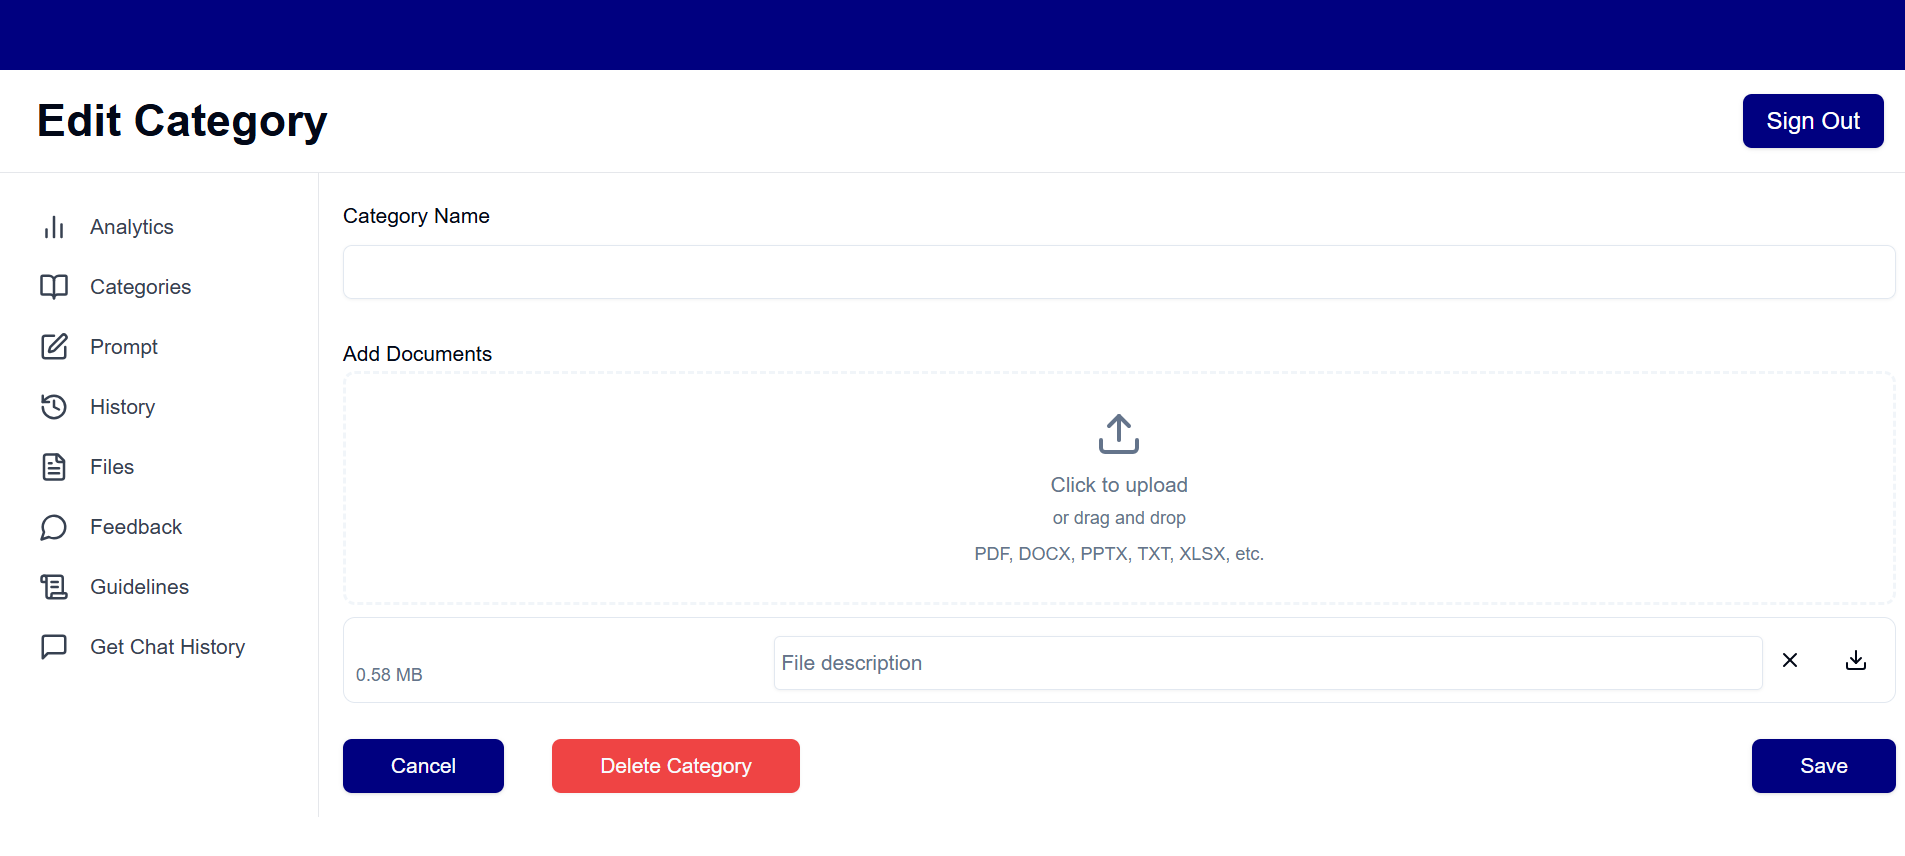 Edit Category
Sign Out
Analytics
Categories
Prompt
History
Files
Feedback
Guidelines
Get Chat History
Category Name
Add Documents
Click to upload
or drag and drop
PDF, DOCX, PPTX, TXT, XLSX, etc.
0.58 MB
File description
Cancel
Delete Category
Save